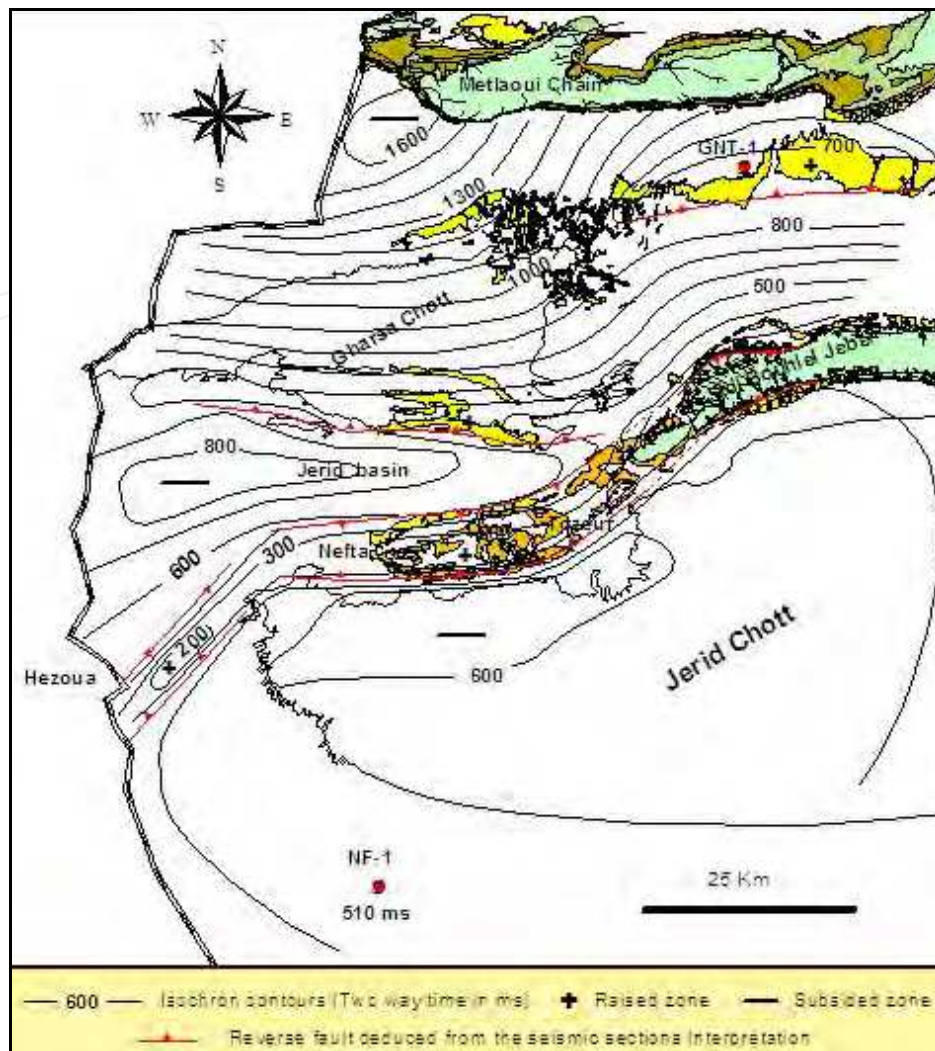 N
W E
S
Metlaoui Chain
1600
GNT-1
700
1300
800
1000
500
Gharsa Chott
800
Jerid basin
Nefta
600
300
200
Hezoua
600
Jerid Chott
NF-1
510 ms
25 Km
600 Isochron contours (Two way time in ms) Raised zone Subsided zone
Reverse fault deduced from the seismic sections Interpretation